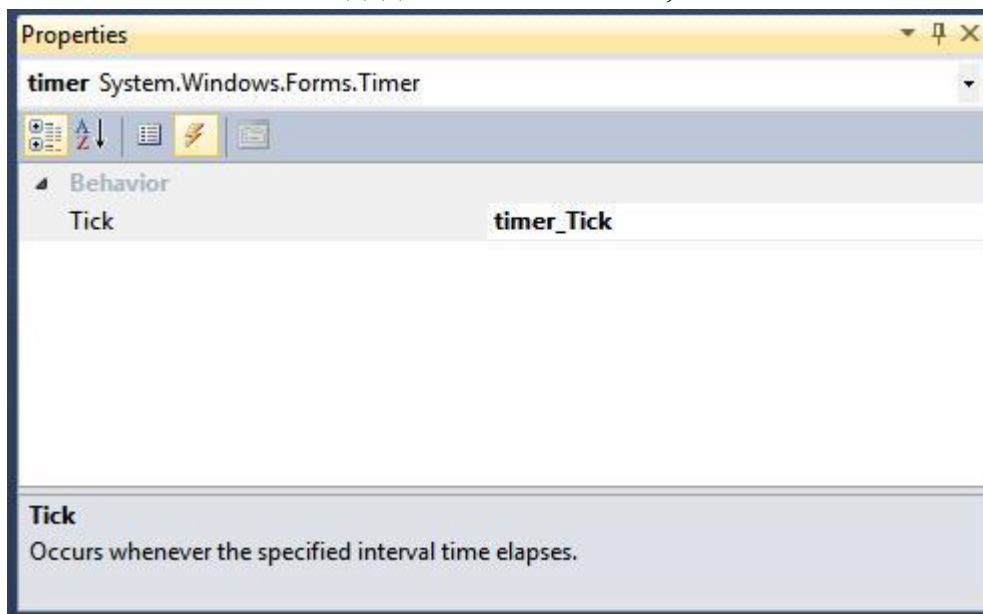 Properties
timer System.Windows.Forms.Timer
Behavior
Tick timer_Tick
Tick
Occurs whenever the specified interval time elapses.